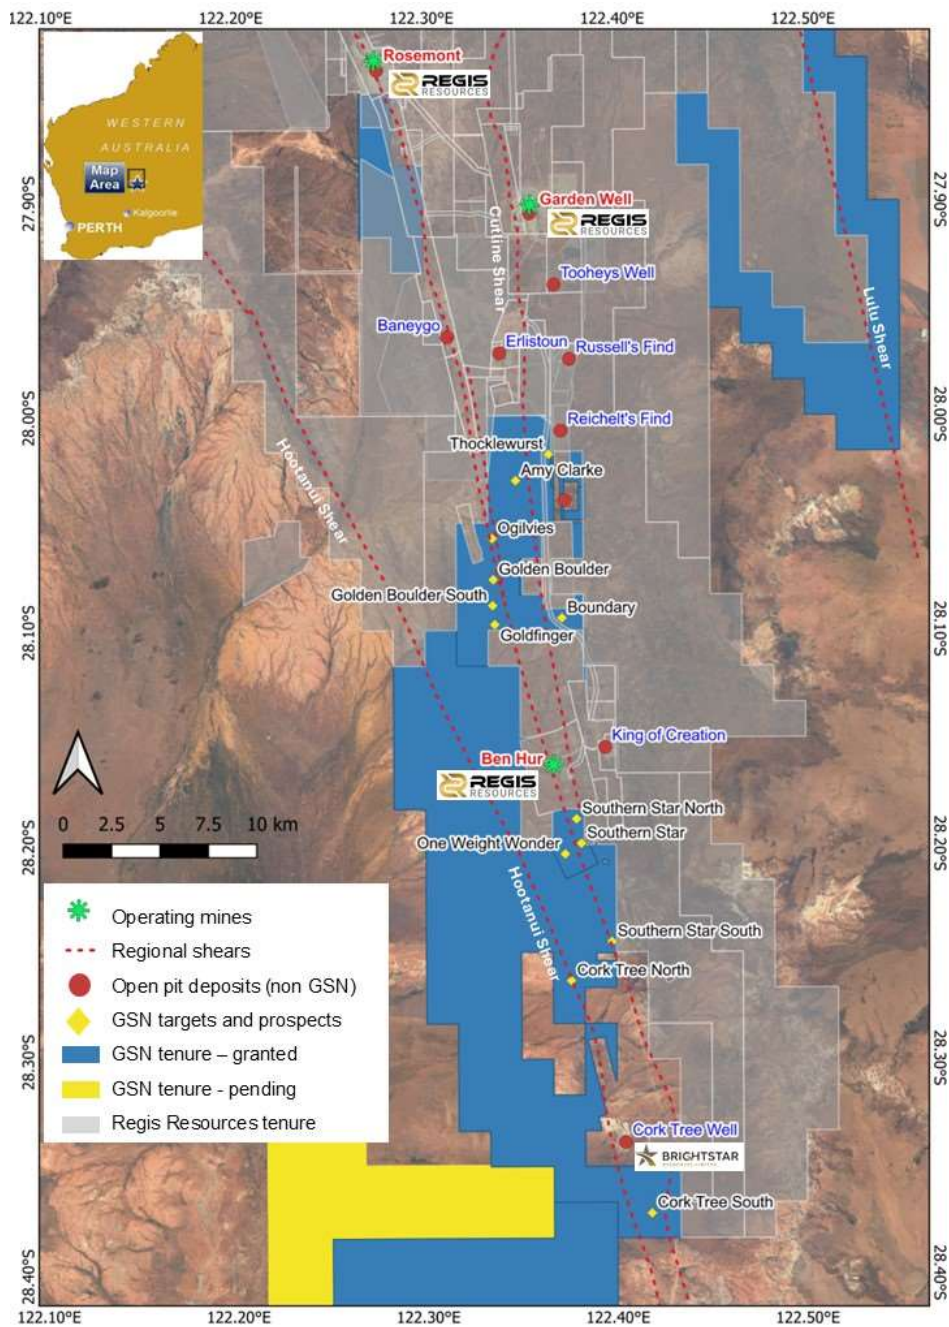 122.10°E 122.20°E 122.30°E 122.40°E 122.50°E
WESTERN
AUSTRALIA
Map
Area
Kalgoorlie
PERTH
Rosemont
REGIS
RESOURCES
27.90°S
27.90°S
Garden Well
REGIS
RESOURCES
Cutline Shear
Tooheys Well
Lulu Shear
Baneygo
Erlistoun
Russell's Find
28.00°S
28.00°S
Reichelt's Find
Thocklewurst
Hootanui Shear
Amy Clarke
Ogilvies
Golden Boulder
Golden Boulder South
Boundary
Goldfinger
28.10°S
28.10°S
King of Creation
Ben Hur
REGIS
RESOURCES
0 2.5 5 7.5 10 km
Southern Star North
Southern Star
One Weight Wonder
28.20°S
28.20°S
Hootanui Shear
Southern Star South
Cork Tree North
Operating mines
Regional shears
Open pit deposits (non GSN)
GSN targets and prospects
GSN tenure – granted
GSN tenure - pending
Regis Resources tenure
28.30°S
28.30°S
Cork Tree Well
BRIGHTSTAR
Cork Tree South
28.40°S
28.40°S
122.10°E 122.20°E 122.30°E 122.40°E 122.50°E